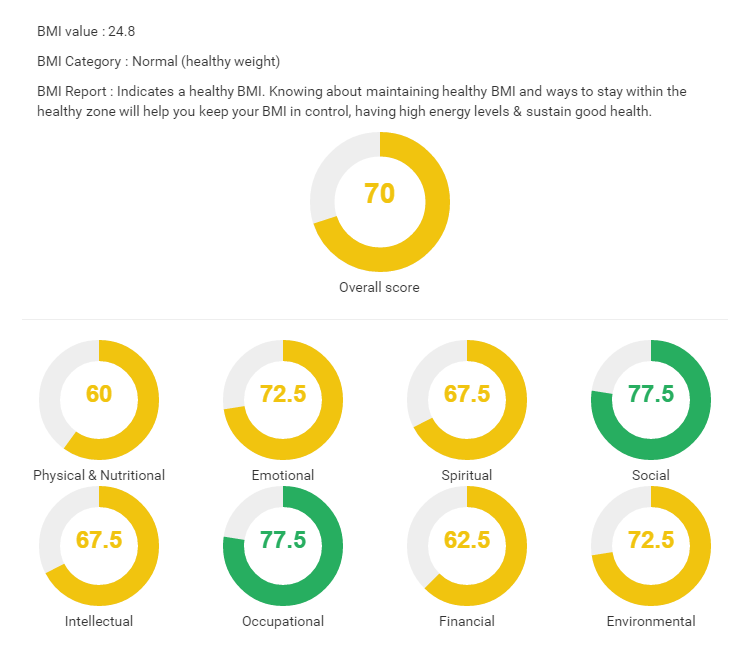 BMI value : 24.8
BMI Category : Normal (healthy weight)
BMI Report : Indicates a healthy BMI. Knowing about maintaining healthy BMI and ways to stay within the
healthy zone will help you keep your BMI in control, having high energy levels & sustain good health.
70
Overall score
60
72.5
67.5
77.5
Physical & Nutritional
Emotional
Spiritual
Social
67.5
77.5
62.5
72.5
Intellectual
Occupational
Financial
Environmental